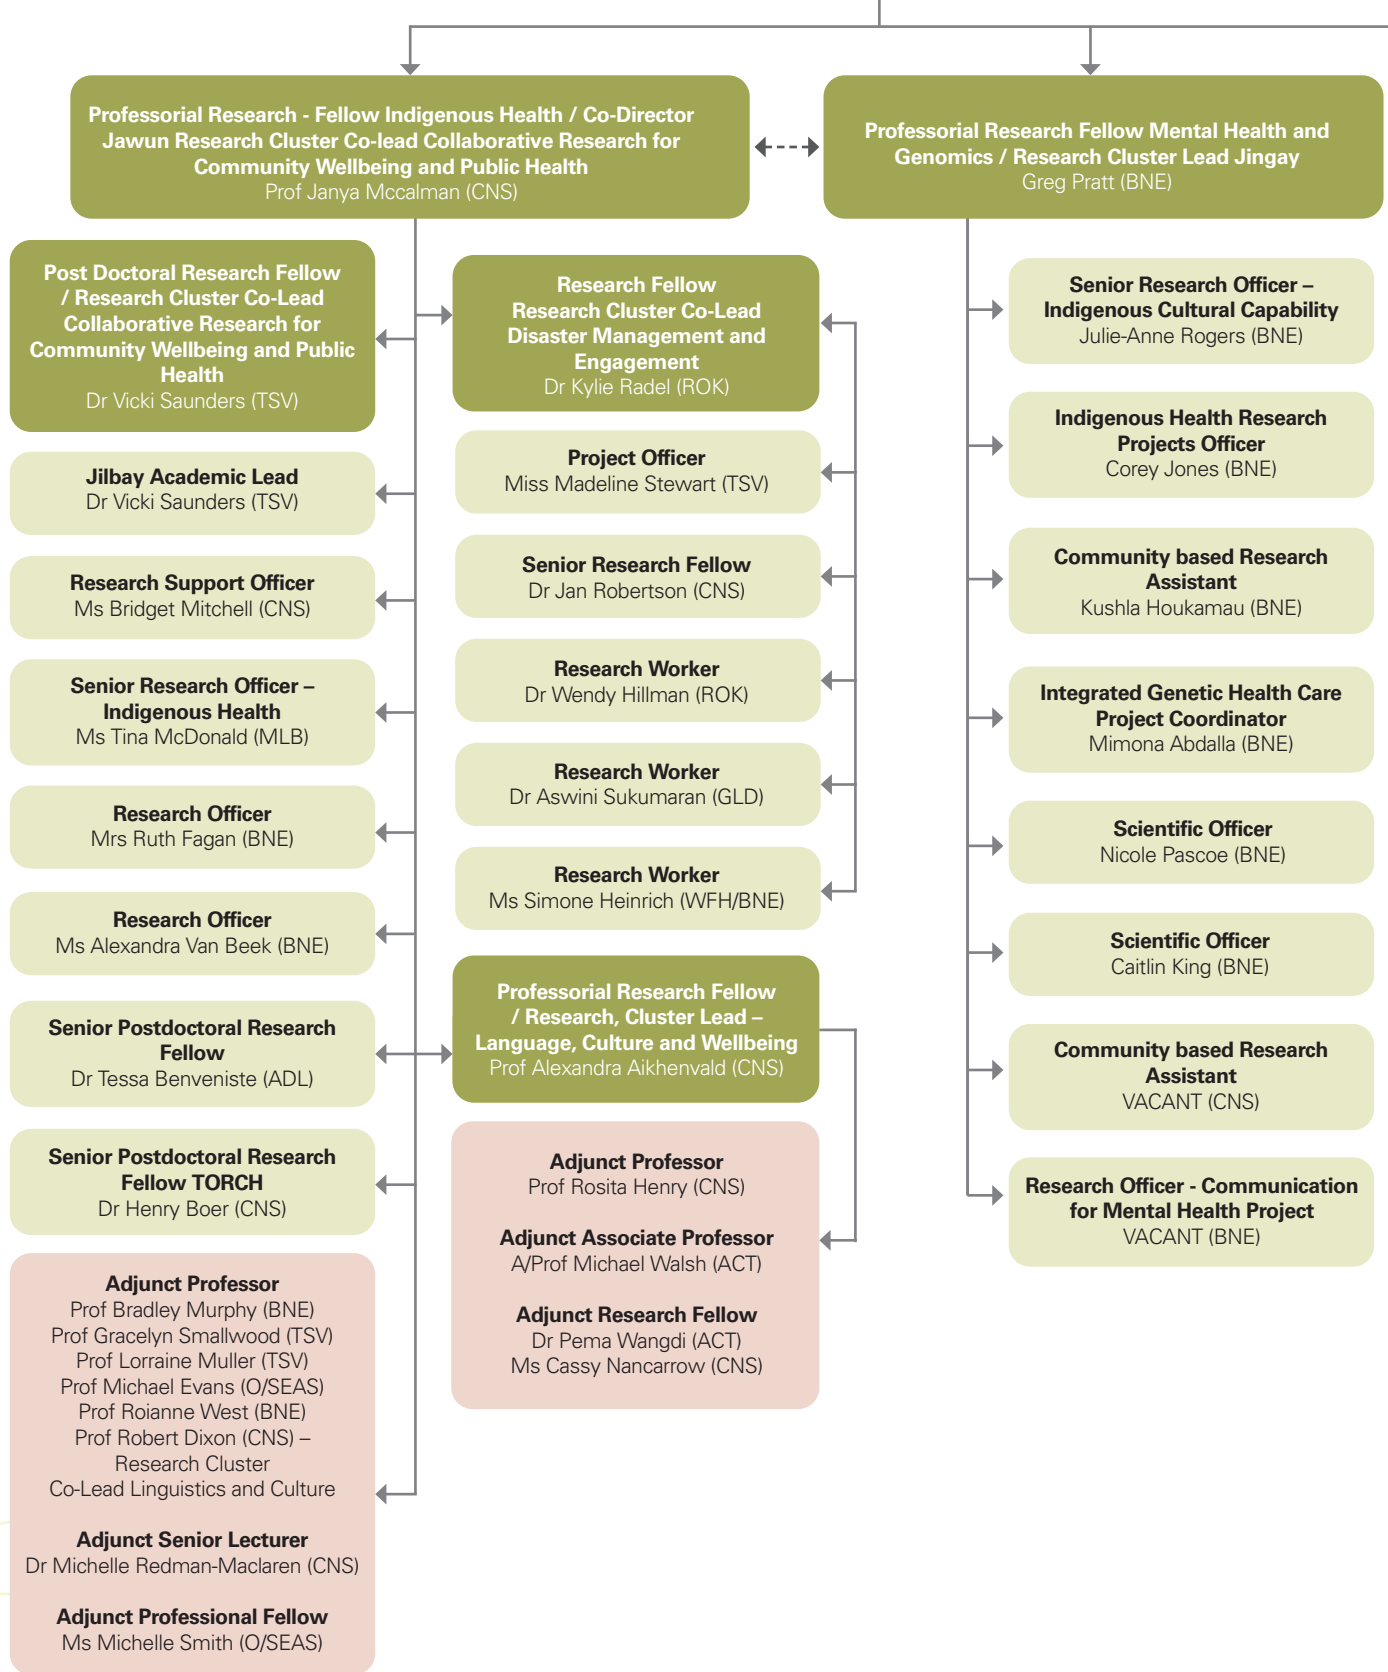 Professorial Research - Fellow Indigenous Health / Co-Director
Jawun Research Cluster Co-lead Collaborative Research for
Community Wellbeing and Public Health
Prof Janya Mccalman (CNS)
Professorial Research Fellow Mental Health and
Genomics / Research Cluster Lead Jingay
Greg Pratt (BNE)
Post Doctoral Research Fellow
/ Research Cluster Co-Lead
Collaborative Research for
Community Wellbeing and Public
Health
Dr Vicki Saunders (TSV)
Jilbay Academic Lead
Dr Vicki Saunders (TSV)
Research Support Officer
Ms Bridget Mitchell (CNS)
Senior Research Officer –
Indigenous Health
Ms Tina McDonald (MLB)
Research Officer
Mrs Ruth Fagan (BNE)
Research Officer
Ms Alexandra Van Beek (BNE)
Senior Postdoctoral Research
Fellow
Dr Tessa Benveniste (ADL)
Senior Postdoctoral Research
Fellow TORCH
Dr Henry Boer (CNS)
Adjunct Professor
Prof Bradley Murphy (BNE)
Prof Gracelyn Smallwood (TSV)
Prof Lorraine Muller (TSV)
Prof Michael Evans (O/SEAS)
Prof Roianne West (BNE)
Prof Robert Dixon (CNS) –
Research Cluster
Co-Lead Linguistics and Culture
Adjunct Senior Lecturer
Dr Michelle Redman-Maclaren (CNS)
Adjunct Professional Fellow
Ms Michelle Smith (O/SEAS)
Research Fellow
Research Cluster Co-Lead
Disaster Management and
Engagement
Dr Kylie Radel (ROK)
Project Officer
Miss Madeline Stewart (TSV)
Senior Research Fellow
Dr Jan Robertson (CNS)
Research Worker
Dr Wendy Hillman (ROK)
Research Worker
Dr Aswini Sukumaran (GLD)
Research Worker
Ms Simone Heinrich (WFH/BNE)
Professorial Research Fellow
/ Research, Cluster Lead –
Language, Culture and Wellbeing
Prof Alexandra Aikhenvald (CNS)
Adjunct Professor
Prof Rosita Henry (CNS)
Adjunct Associate Professor
A/Prof Michael Walsh (ACT)
Adjunct Research Fellow
Dr Pema Wangdi (ACT)
Ms Cassy Nancarrow (CNS)
Senior Research Officer –
Indigenous Cultural Capability
Julie-Anne Rogers (BNE)
Indigenous Health Research
Projects Officer
Corey Jones (BNE)
Community based Research
Assistant
Kushla Houkamau (BNE)
Integrated Genetic Health Care
Project Coordinator
Mimona Abdalla (BNE)
Scientific Officer
Nicole Pascoe (BNE)
Scientific Officer
Caitlin King (BNE)
Community based Research
Assistant
VACANT (CNS)
Research Officer - Communication
for Mental Health Project
VACANT (BNE)